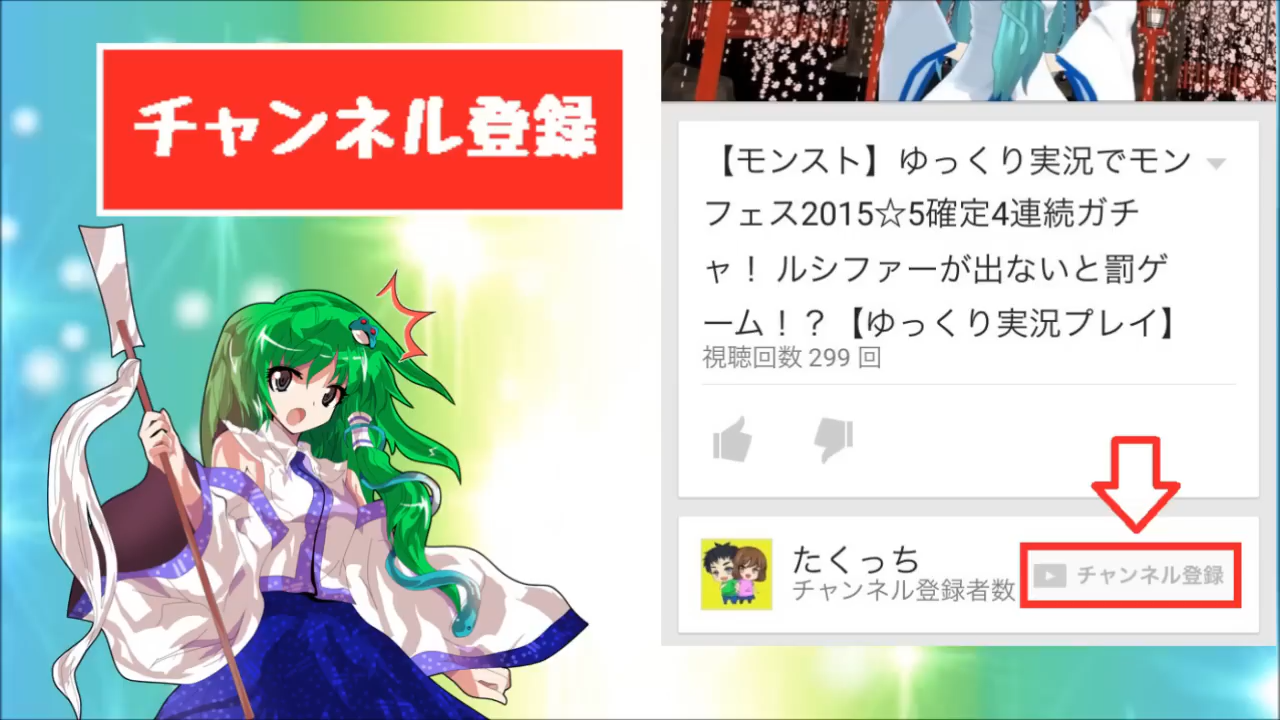 チャンネル登録
【モンスト】ゆっくり実況でモン
フェス2015☆5確定4連続ガチ
ャ！ ルシファーが出ないと罰ゲ
ーム！？【ゆっくり実況プレイ】
視聴回数 299 回
たくっち
チャンネル登録者数
チャンネル登録